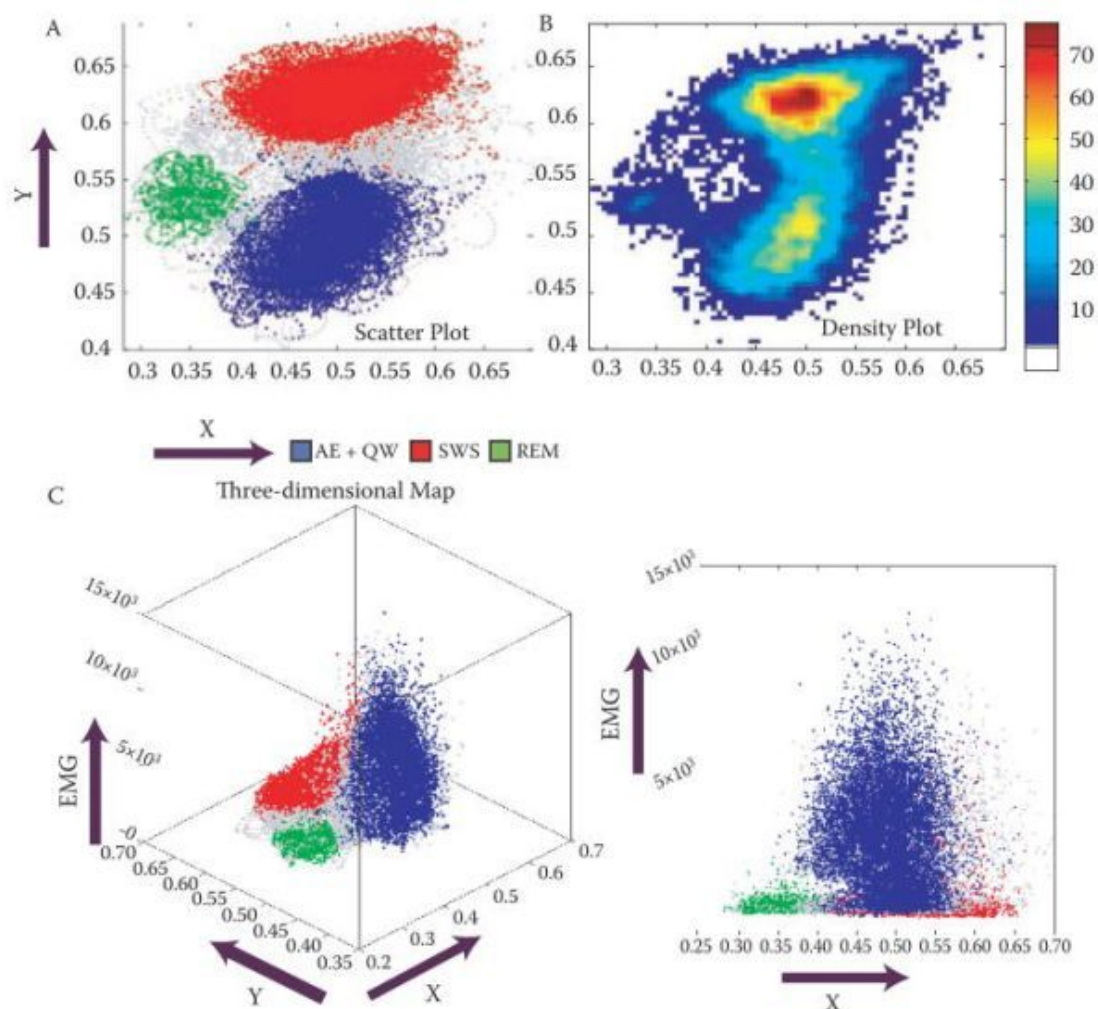 A
0.65
0.6
0.55
0.5
0.45
0.4
Y
Scatter Plot
0.3 0.35 0.4 0.45 0.5 0.55 0.6 0.65
B
0.65
0.6
0.55
0.5
0.45
0.4
Density Plot
0.3 0.35 0.4 0.45 0.5 0.55 0.6 0.65
70
60
50
40
30
20
10
X
AE + QW SWS REM
C
Three-dimensional Map
15×10³
10×10³
5×10³
0
EMG
0.70
0.65
0.60
0.55
0.50
0.45
0.40
0.35
Y
0.2
0.3
0.4
0.5
0.6
0.7
X
15×10³
10×10³
5×10³
EMG
0.25 0.30 0.35 0.40 0.45 0.50 0.55 0.60 0.65 0.70
X